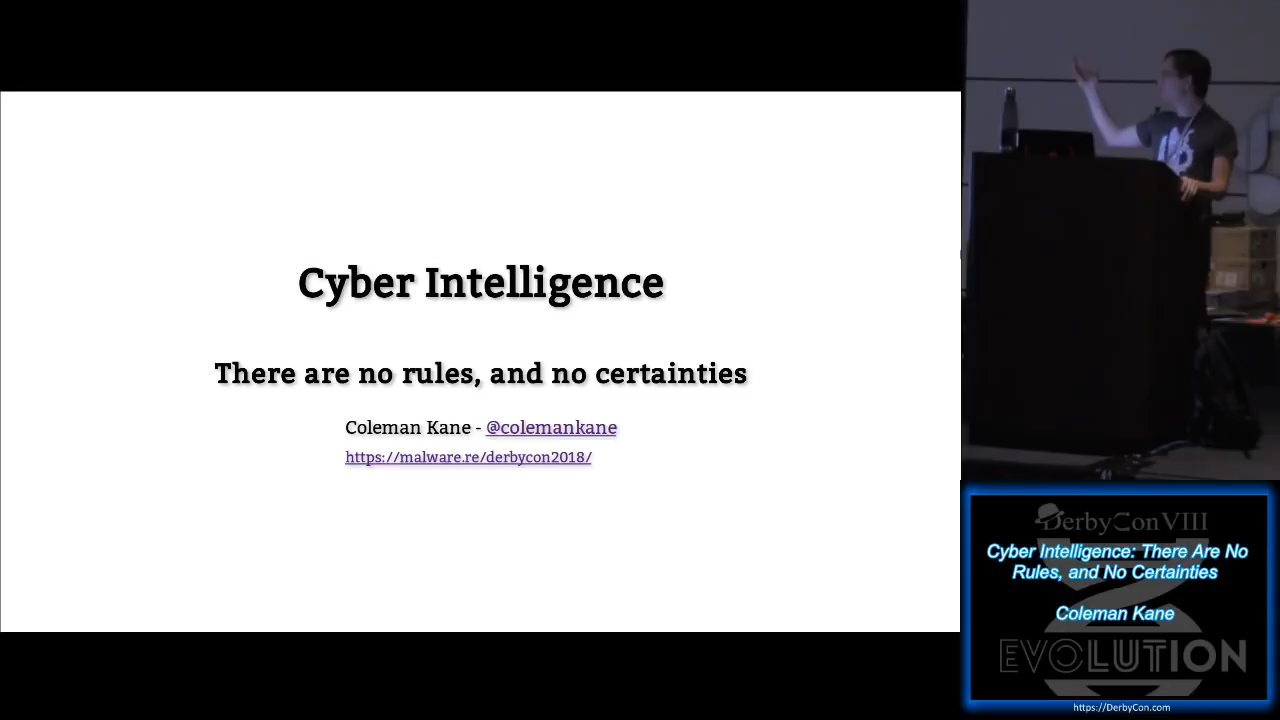 Cyber Intelligence
There are no rules, and no certainties
Coleman Kane - @colemankane
https://malware.re/derbycon2018/
DerbyCon VIII
Cyber Intelligence: There Are No
Rules, and No Certainties
Coleman Kane
EVOLUTION
https://DerbyCon.com